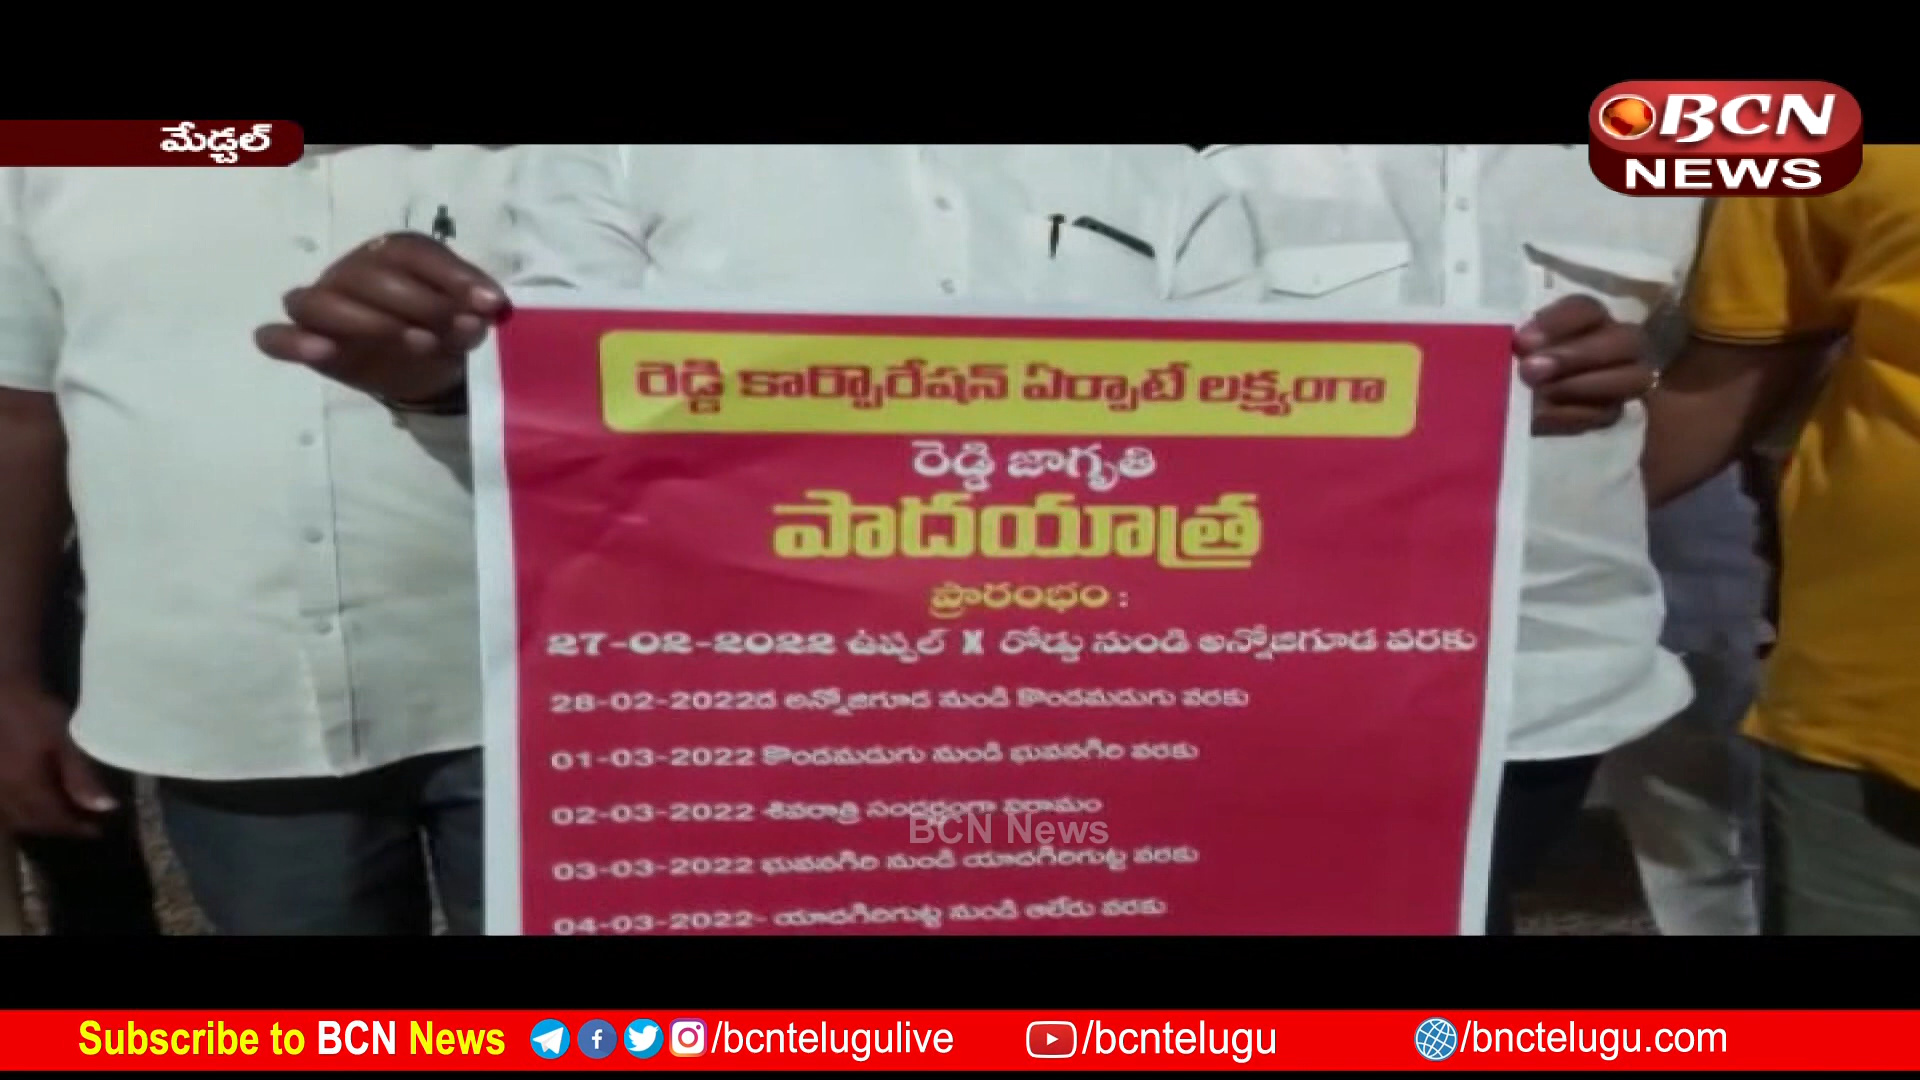 మేడ్చల్
BCN
NEWS
రెడ్డి కార్పొరేషన్ ఏర్పాటే లక్ష్యంగా
రెడ్డి జాగృతి
పాదయాత్ర
ప్రారంభం :
27-02-2022 ఉప్పల్ X రోడ్డు నుండి అన్నోజిగూడ వరకు
28-02-2022ద అన్నోజిగూడ నుండి కొండమడుగు వరకు
01-03-2022 కొండమడుగు నుండి భువనగిరి వరకు
02-03-2022 శివరాత్రి సందర్భంగా విరామం
BCN News
03-03-2022 భువనగిరి నుండి యాదగిరిగుట్ట వరకు
04-03-2022- యాదగిరిగుట్ట నుండి ఆలేరు వరకు
Subscribe to BCN News /bcntelugulive /bcntelugu /bnctelugu.com